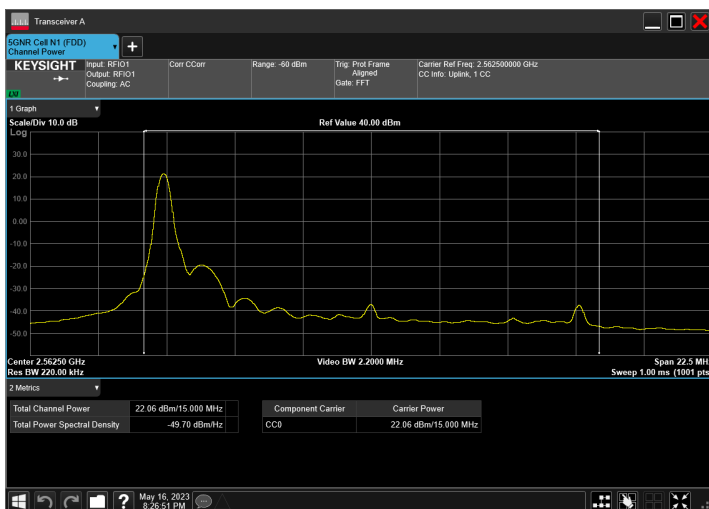 Transceiver A
5GNR Cell N1 (FDD)
Channel Power
KEYSIGHT
LXI
Input: RFIO1
Output: RFIO1
Coupling: AC
Corr CCorr
Range: -60 dBm
Trig: Prot Frame
Aligned
Gate: FFT
Carrier Ref Freq: 2.562500000 GHz
CC Info: Uplink, 1 CC
1 Graph
Scale/Div 10.0 dB
Ref Value 40.00 dBm
Log
30.0
20.0
10.0
0.00
-10.0
-20.0
-30.0
-40.0
-50.0
Center 2.56250 GHz
Video BW 2.2000 MHz
Span 22.5 MHz
Res BW 220.00 kHz
Sweep 1.00 ms (1001 pts
2 Metrics
Total Channel Power 22.06 dBm/15.000 MHz
Total Power Spectral Density -49.70 dBm/Hz
Component Carrier Carrier Power
CC0 22.06 dBm/15.000 MHz
May 16, 2023
8:26:51 PM